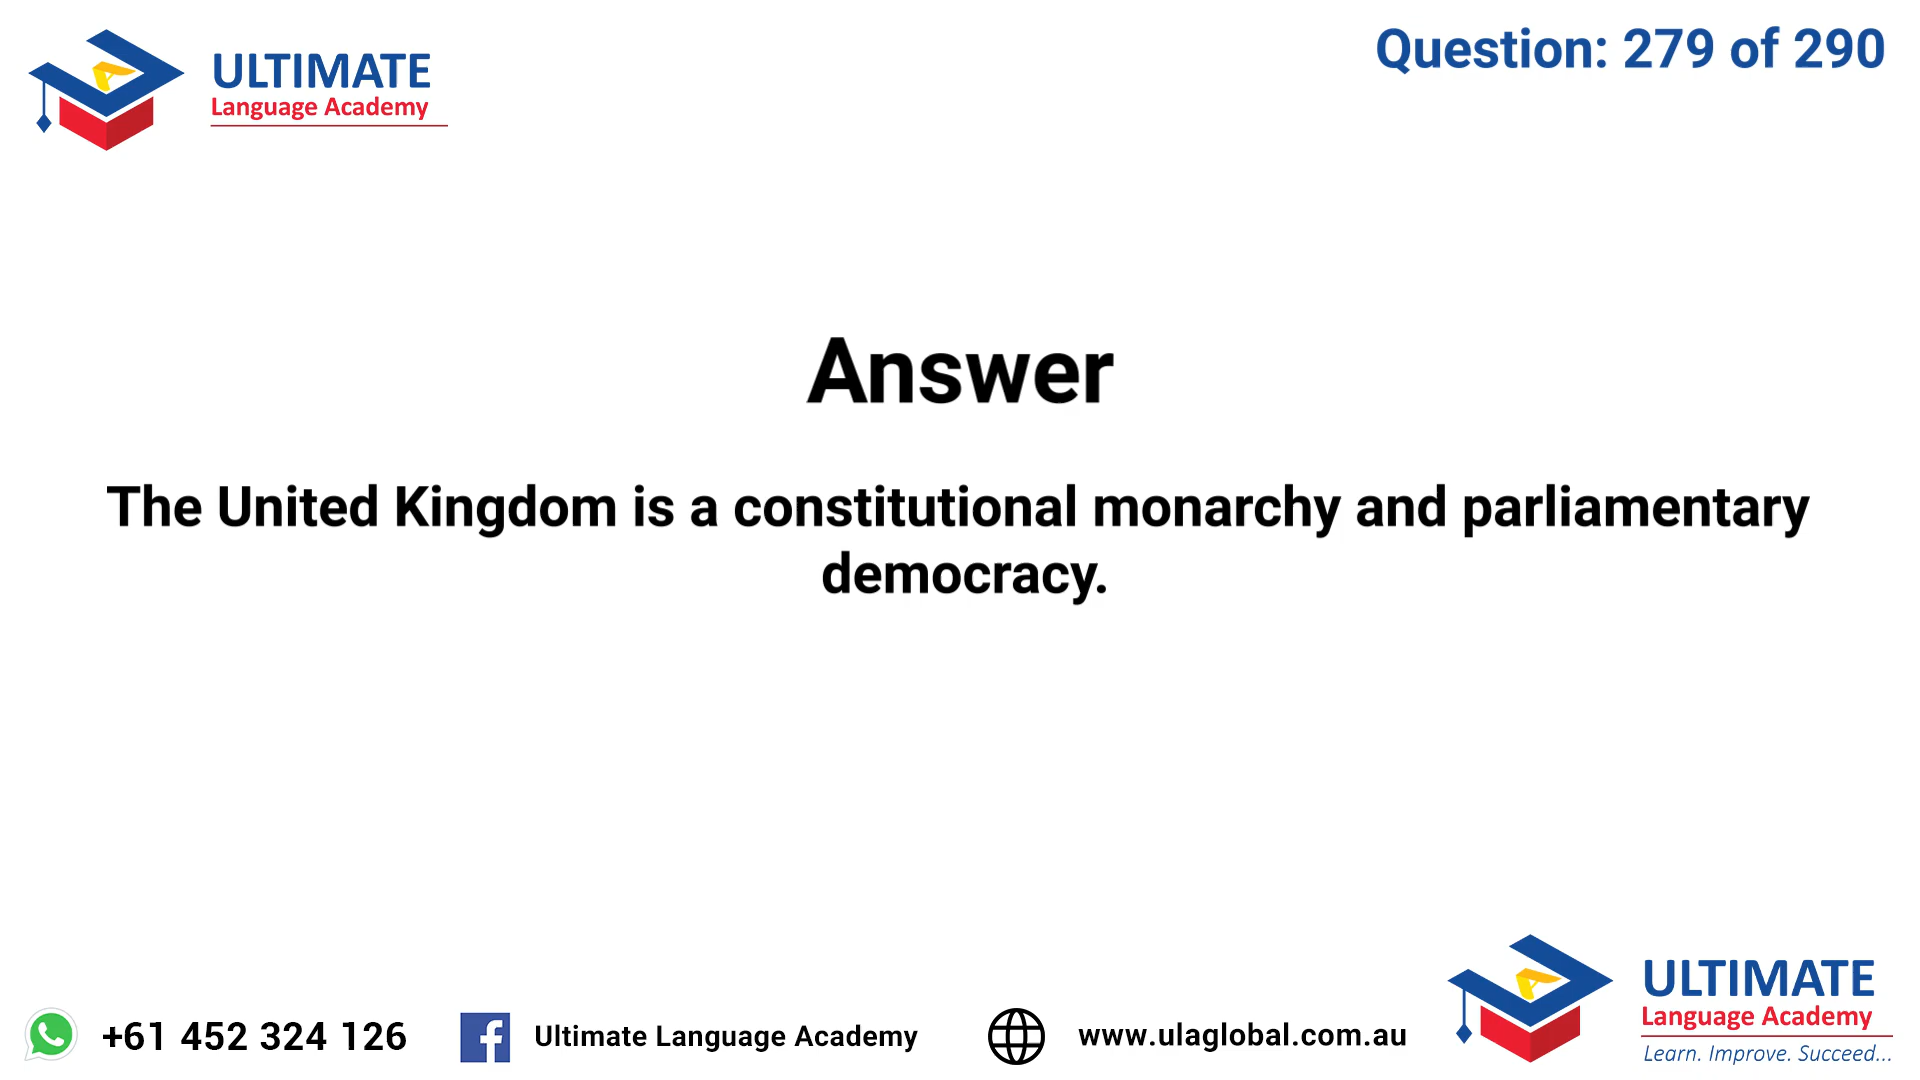 ULTIMATE
Language Academy
Question: 279 of 290
Answer
The United Kingdom is a constitutional monarchy and parliamentary
democracy.
+61 452 324 126
Ultimate Language Academy
www.ulaglobal.com.au
ULTIMATE
Language Academy
Learn. Improve. Succeed...